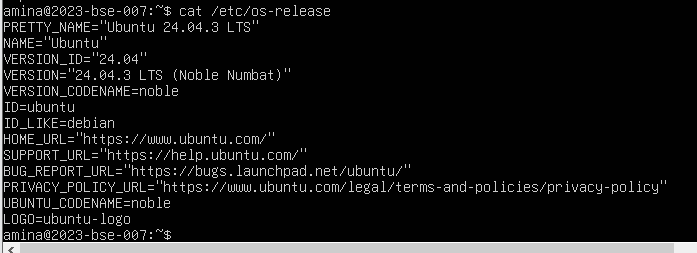 amina@2023-bse-007:~$ cat /etc/os-release
PRETTY_NAME="Ubuntu 24.04.3 LTS"
NAME="Ubuntu"
VERSION_ID="24.04"
VERSION="24.04.3 LTS (Noble Numbat)"
VERSION_CODENAME=noble
ID=ubuntu
ID_LIKE=debian
HOME_URL="https://www.ubuntu.com/"
SUPPORT_URL="https://help.ubuntu.com/"
BUG_REPORT_URL="https://bugs.launchpad.net/ubuntu/"
PRIVACY_POLICY_URL="https://www.ubuntu.com/legal/terms-and-policies/privacy-policy"
UBUNTU_CODENAME=noble
LOGO=ubuntu-logo
amina@2023-bse-007:~$